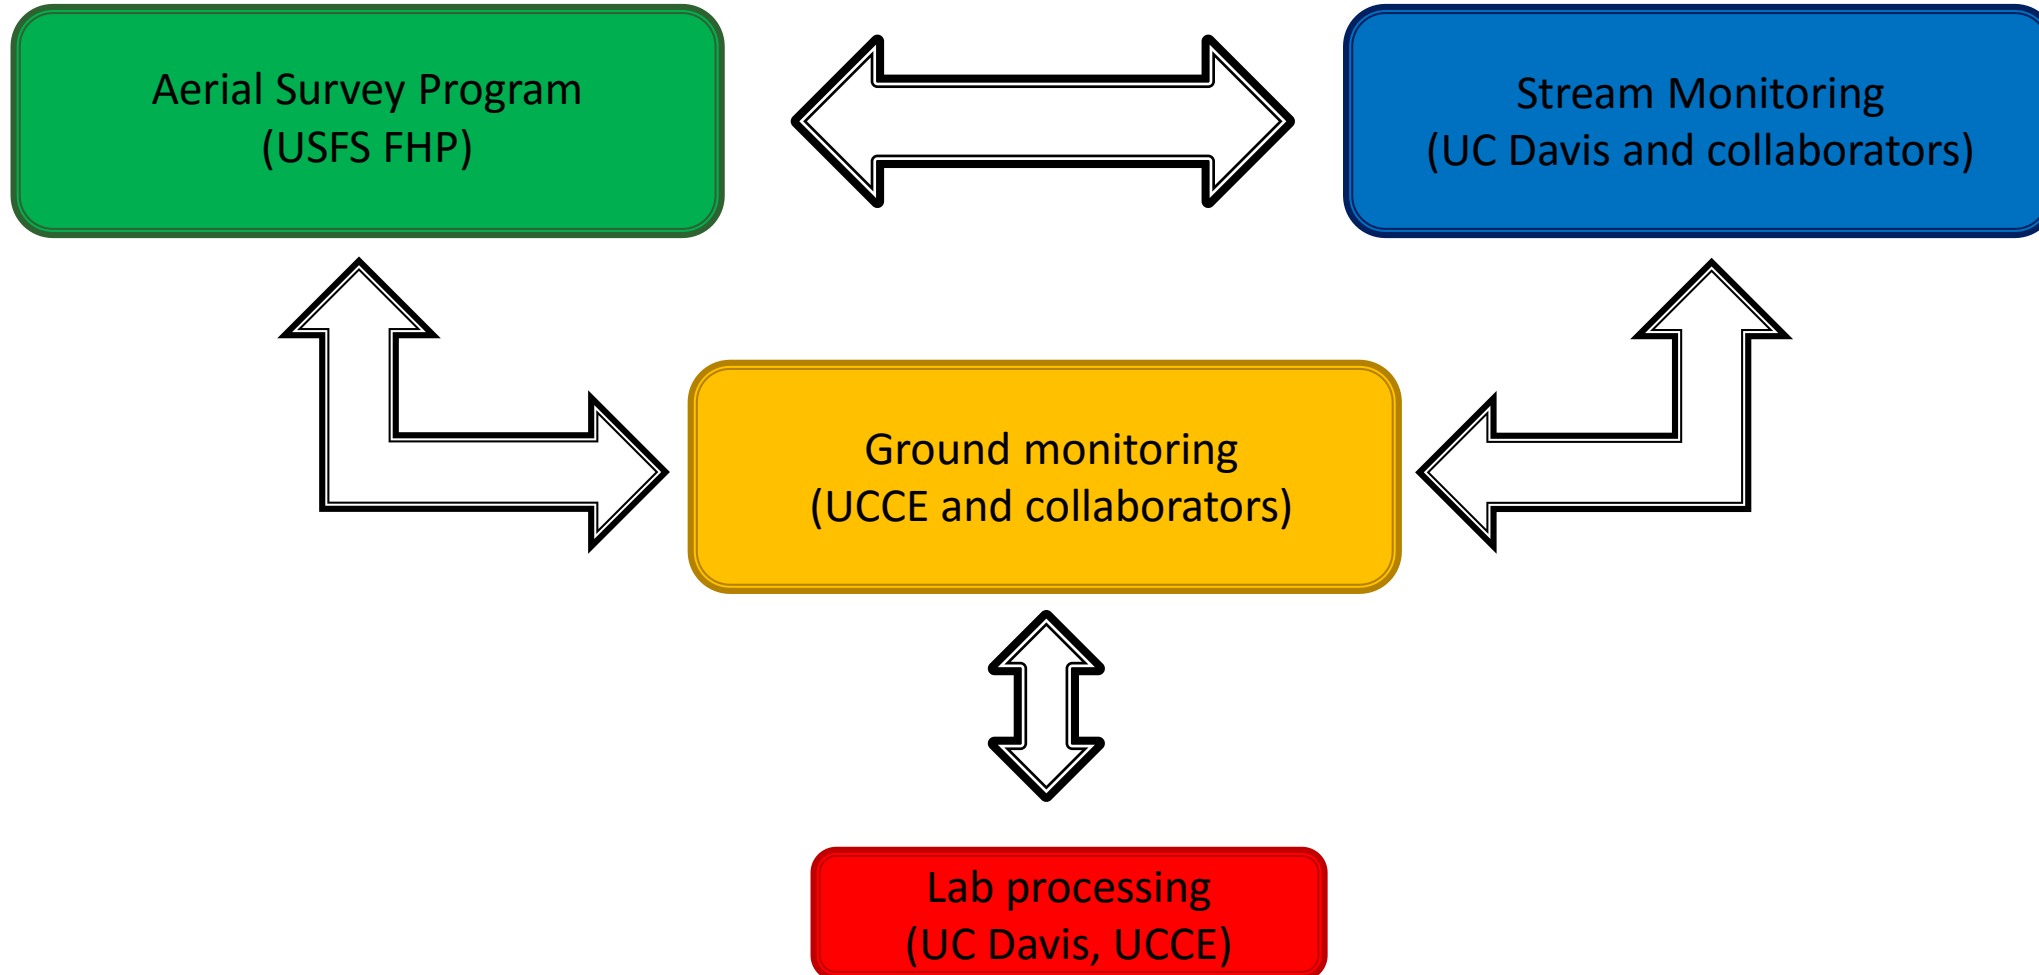 Aerial Survey Program
(USFS FHP)
Stream Monitoring
(UC Davis and collaborators)
Ground monitoring
(UCCE and collaborators)
Lab processing
(UC Davis, UCCE)